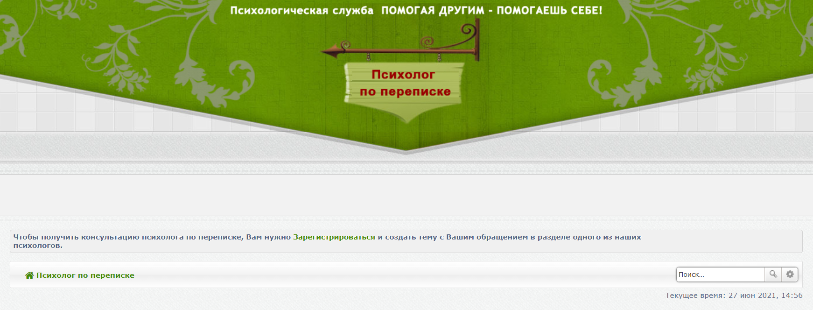 Психологическая служба ПОМОГАЯ ДРУГИМ - ПОМОГАЕШЬ СЕБЕ!
Психолог
по переписке
Чтобы получить консультацию психолога по переписке, Вам нужно Зарегистрироваться и создать тему с Вашим обращением в разделе одного из наших
психологов.
Психолог по переписке
Поиск…
Текущее время: 27 июн 2021, 14:56